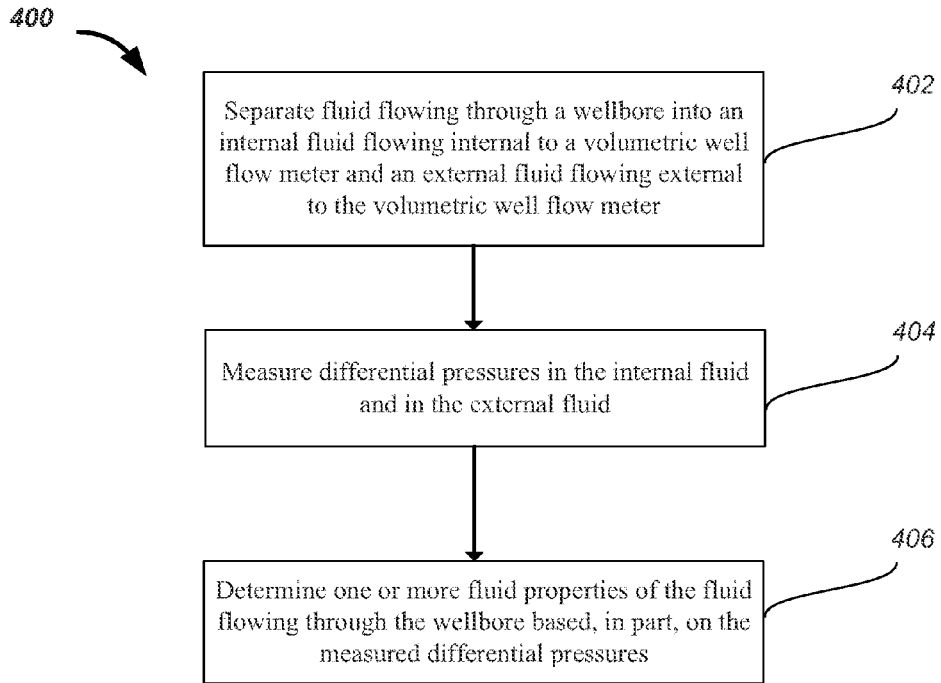 400
402
Separate fluid flowing through a wellbore into an
internal fluid flowing internal to a volumetric well
flow meter and an external fluid flowing external
to the volumetric well flow meter
404
Measure differential pressures in the internal fluid
and in the external fluid
406
Determine one or more fluid properties of the fluid
flowing through the wellbore based, in part, on the
measured differential pressures